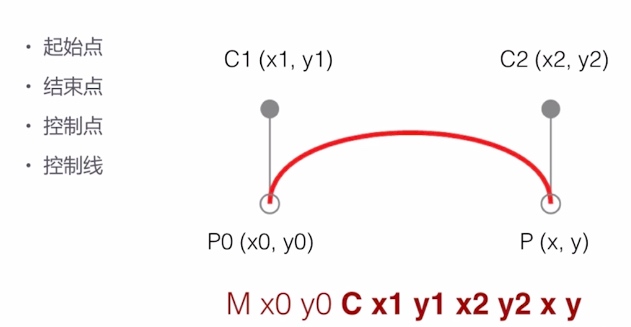 • 起始点
• 结束点
• 控制点
• 控制线
C1 (x1, y1)
C2 (x2, y2)
P0 (x0, y0)
P (x, y)
M x0 y0 C x1 y1 x2 y2 x y